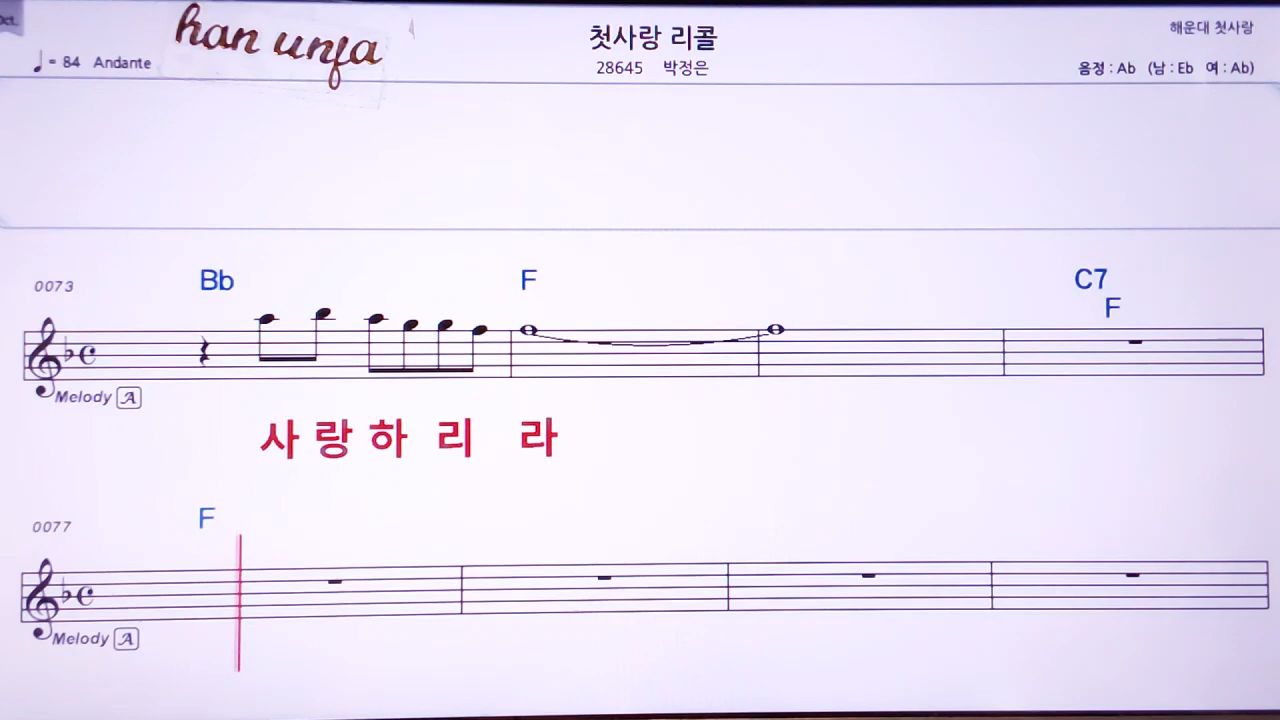 han unfa
첫사랑 리콜
해운대 첫사랑
♩= 84 Andante
28645 박정은
음정 : Ab (남 : Eb 여 : Ab)
Bb F C7
0073
F
Melody A
사 랑 하 리 라
F
0077
Melody A